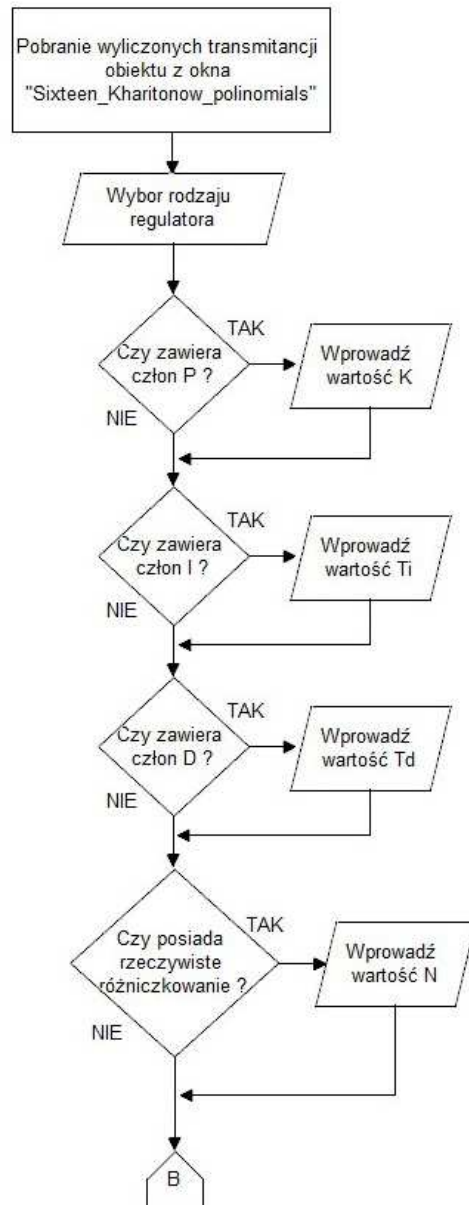 Pobranie wyliczonych transmitancji
obiektu z okna
"Sixteen_Kharitonow_polinomials"
Wybor rodzaju
regulatora
TAK
Czy zawiera
człon P ?
Wprowadź
wartość K
NIE
TAK
Czy zawiera
człon I ?
Wprowadź
wartość Ti
NIE
TAK
Czy zawiera
człon D ?
Wprowadź
wartość Td
NIE
TAK
Czy posiada
rzeczywiste
różniczkowanie ?
Wprowadź
wartość N
NIE
B